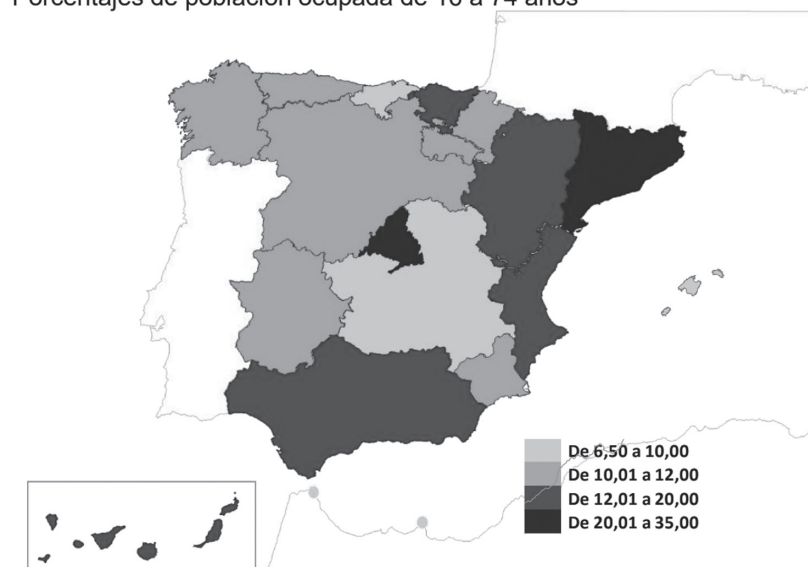 Porcentajes de población ocupada de 16 a 74 años
De 6,50 a 10,00
De 10,01 a 12,00
De 12,01 a 20,00
De 20,01 a 35,00